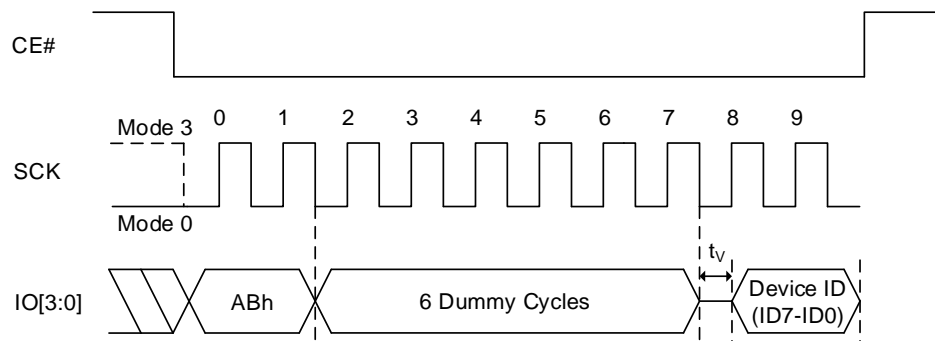 CE#
0 1 2 3 4 5 6 7 8 9
Mode 3
SCK
Mode 0
tV
IO[3:0]
ABh
6 Dummy Cycles
Device ID
(ID7-ID0)